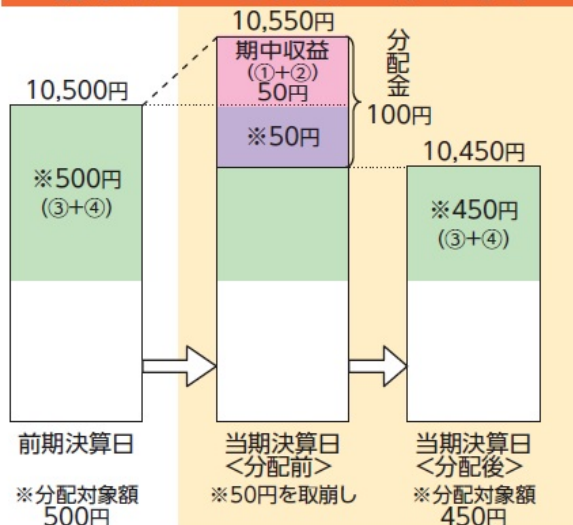 10,550円
期中収益
(①+②)
50円
※50円
分配金
100円
10,500円
※500円
(③+④)
10,450円
※450円
(③+④)
前期決算日
※分配対象額
500円
当期決算日
<分配前>
※50円を取崩し
当期決算日
<分配後>
※分配対象額
450円